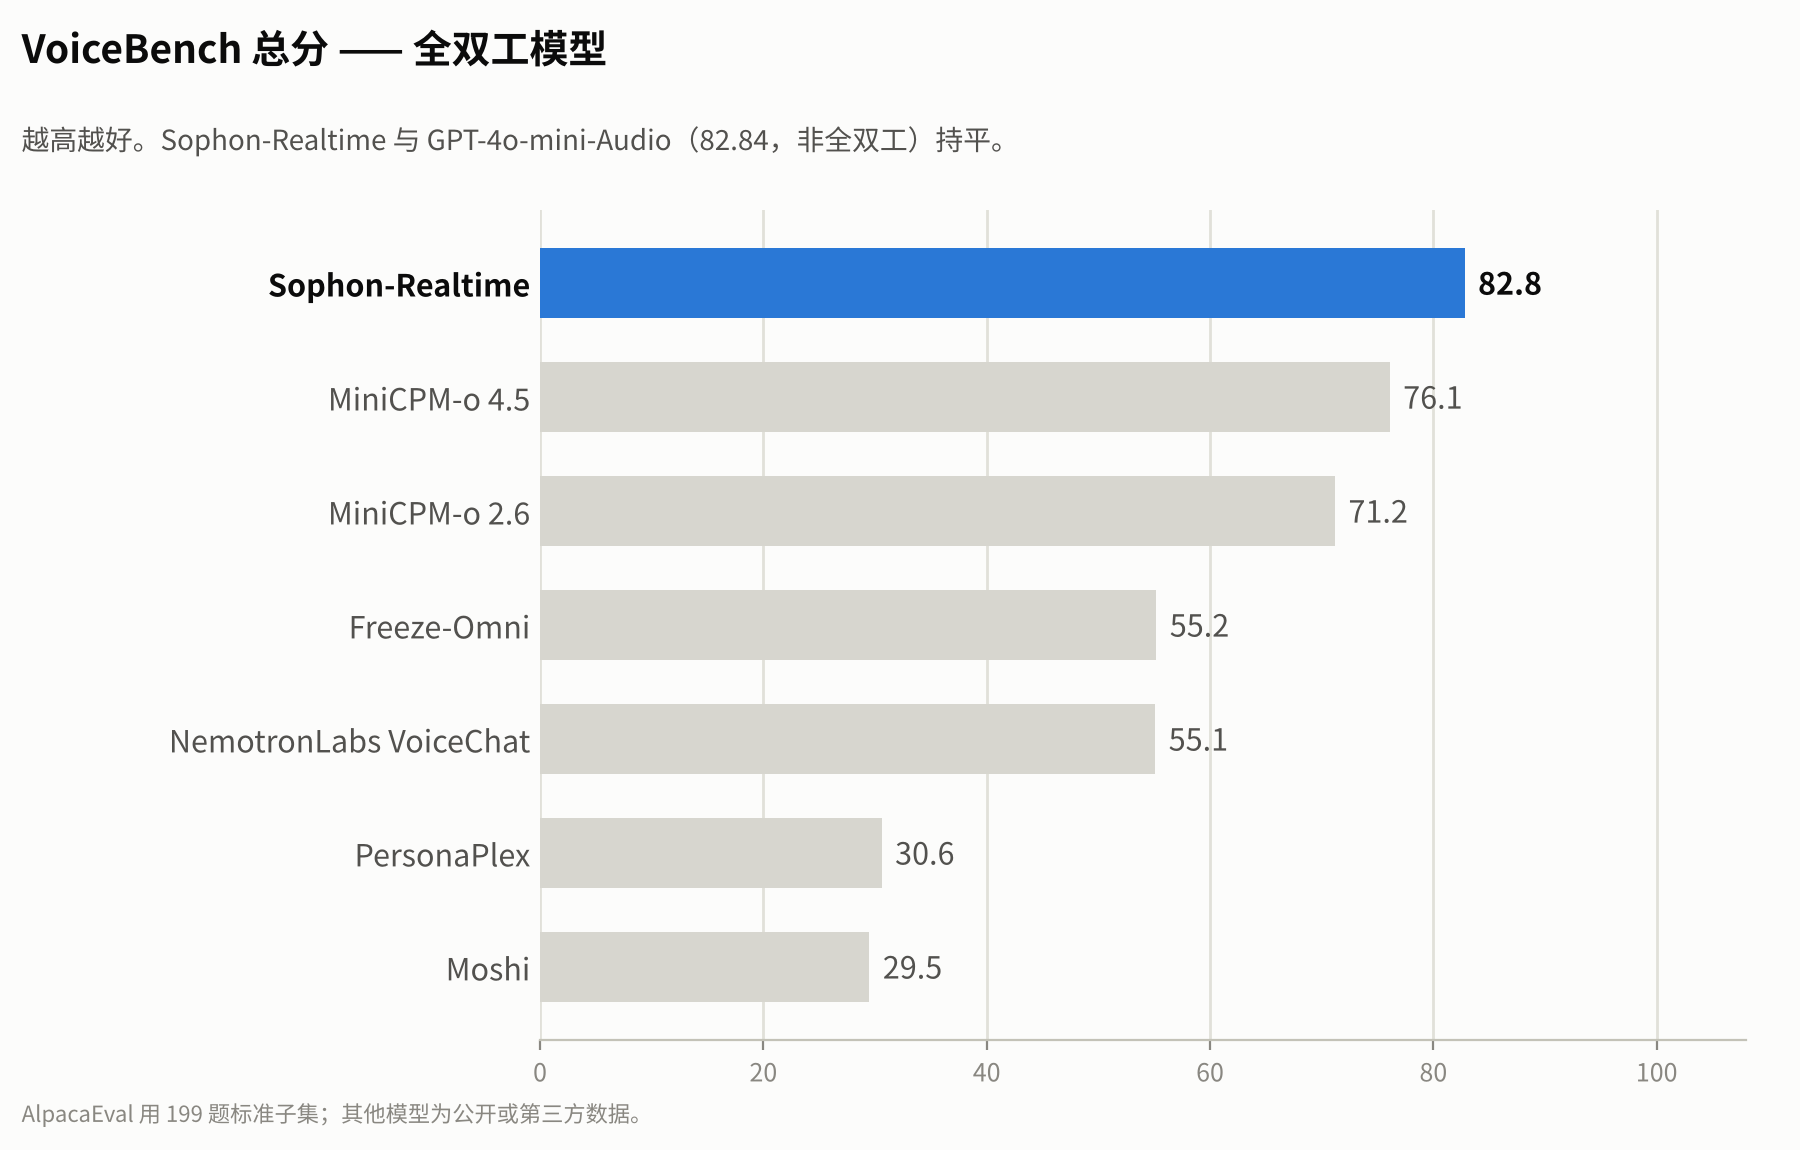 VoiceBench 总分 —— 全双工模型
越高越好。Sophon-Realtime 与 GPT-4o-mini-Audio（82.84，非全双工）持平。
Sophon-Realtime 82.8
MiniCPM-o 4.5 76.1
MiniCPM-o 2.6 71.2
Freeze-Omni 55.2
NemotronLabs VoiceChat 55.1
PersonaPlex 30.6
Moshi 29.5
0 20 40 60 80 100
AlpacaEval 用 199 题标准子集；其他模型为公开或第三方数据。